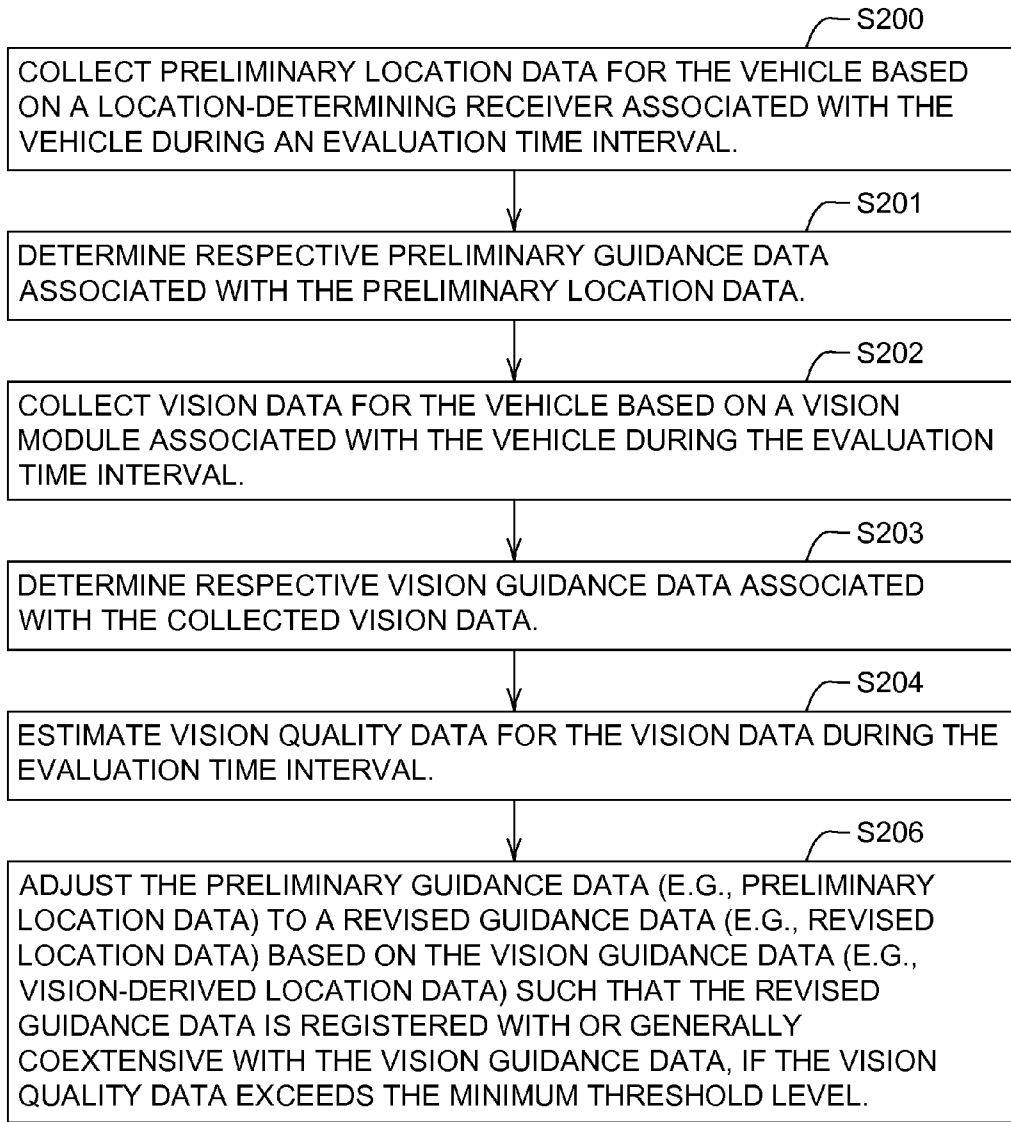 S200
COLLECT PRELIMINARY LOCATION DATA FOR THE VEHICLE BASED
ON A LOCATION-DETERMINING RECEIVER ASSOCIATED WITH THE
VEHICLE DURING AN EVALUATION TIME INTERVAL.
S201
DETERMINE RESPECTIVE PRELIMINARY GUIDANCE DATA
ASSOCIATED WITH THE PRELIMINARY LOCATION DATA.
S202
COLLECT VISION DATA FOR THE VEHICLE BASED ON A VISION
MODULE ASSOCIATED WITH THE VEHICLE DURING THE EVALUATION
TIME INTERVAL.
S203
DETERMINE RESPECTIVE VISION GUIDANCE DATA ASSOCIATED
WITH THE COLLECTED VISION DATA.
S204
ESTIMATE VISION QUALITY DATA FOR THE VISION DATA DURING THE
EVALUATION TIME INTERVAL.
S206
ADJUST THE PRELIMINARY GUIDANCE DATA (E.G., PRELIMINARY
LOCATION DATA) TO A REVISED GUIDANCE DATA (E.G., REVISED
LOCATION DATA) BASED ON THE VISION GUIDANCE DATA (E.G.,
VISION-DERIVED LOCATION DATA) SUCH THAT THE REVISED
GUIDANCE DATA IS REGISTERED WITH OR GENERALLY
COEXTENSIVE WITH THE VISION GUIDANCE DATA, IF THE VISION
QUALITY DATA EXCEEDS THE MINIMUM THRESHOLD LEVEL.